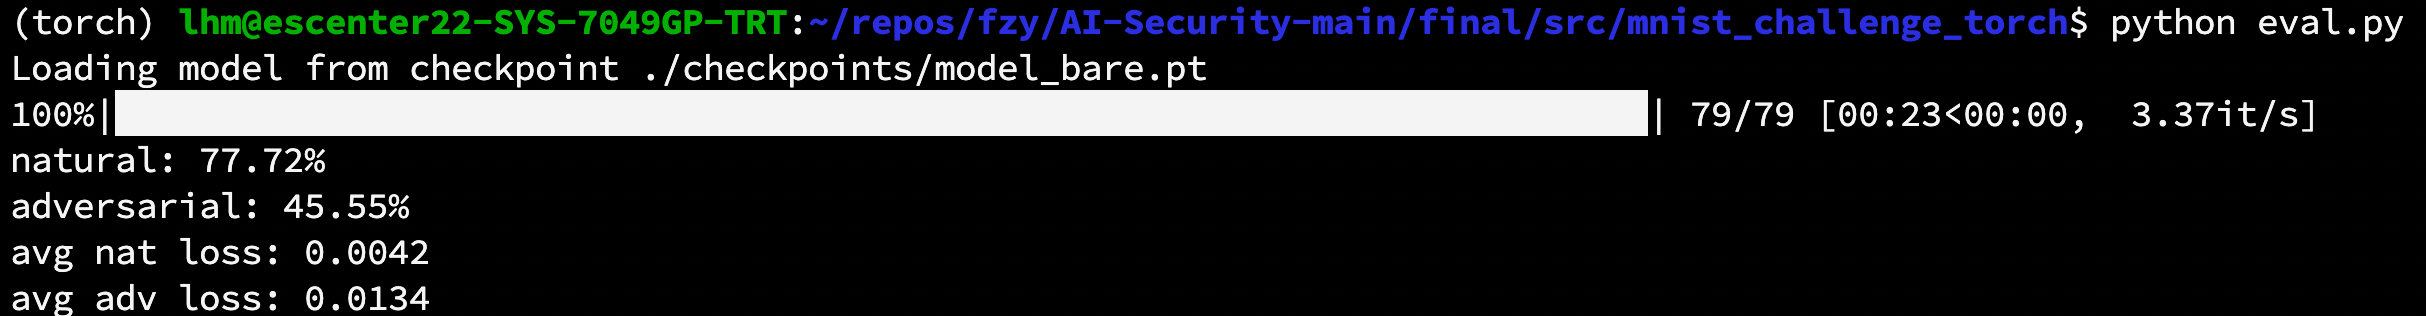 (torch) lhm@escenter22-SYS-7049GP-TRT:~/repos/fzy/AI-Security-main/final/src/mnist_challenge_torch$ python eval.py
Loading model from checkpoint ./checkpoints/model_bare.pt
100%|██████████| 79/79 [00:23<00:00,  3.37it/s]
natural: 77.72%
adversarial: 45.55%
avg nat loss: 0.0042
avg adv loss: 0.0134